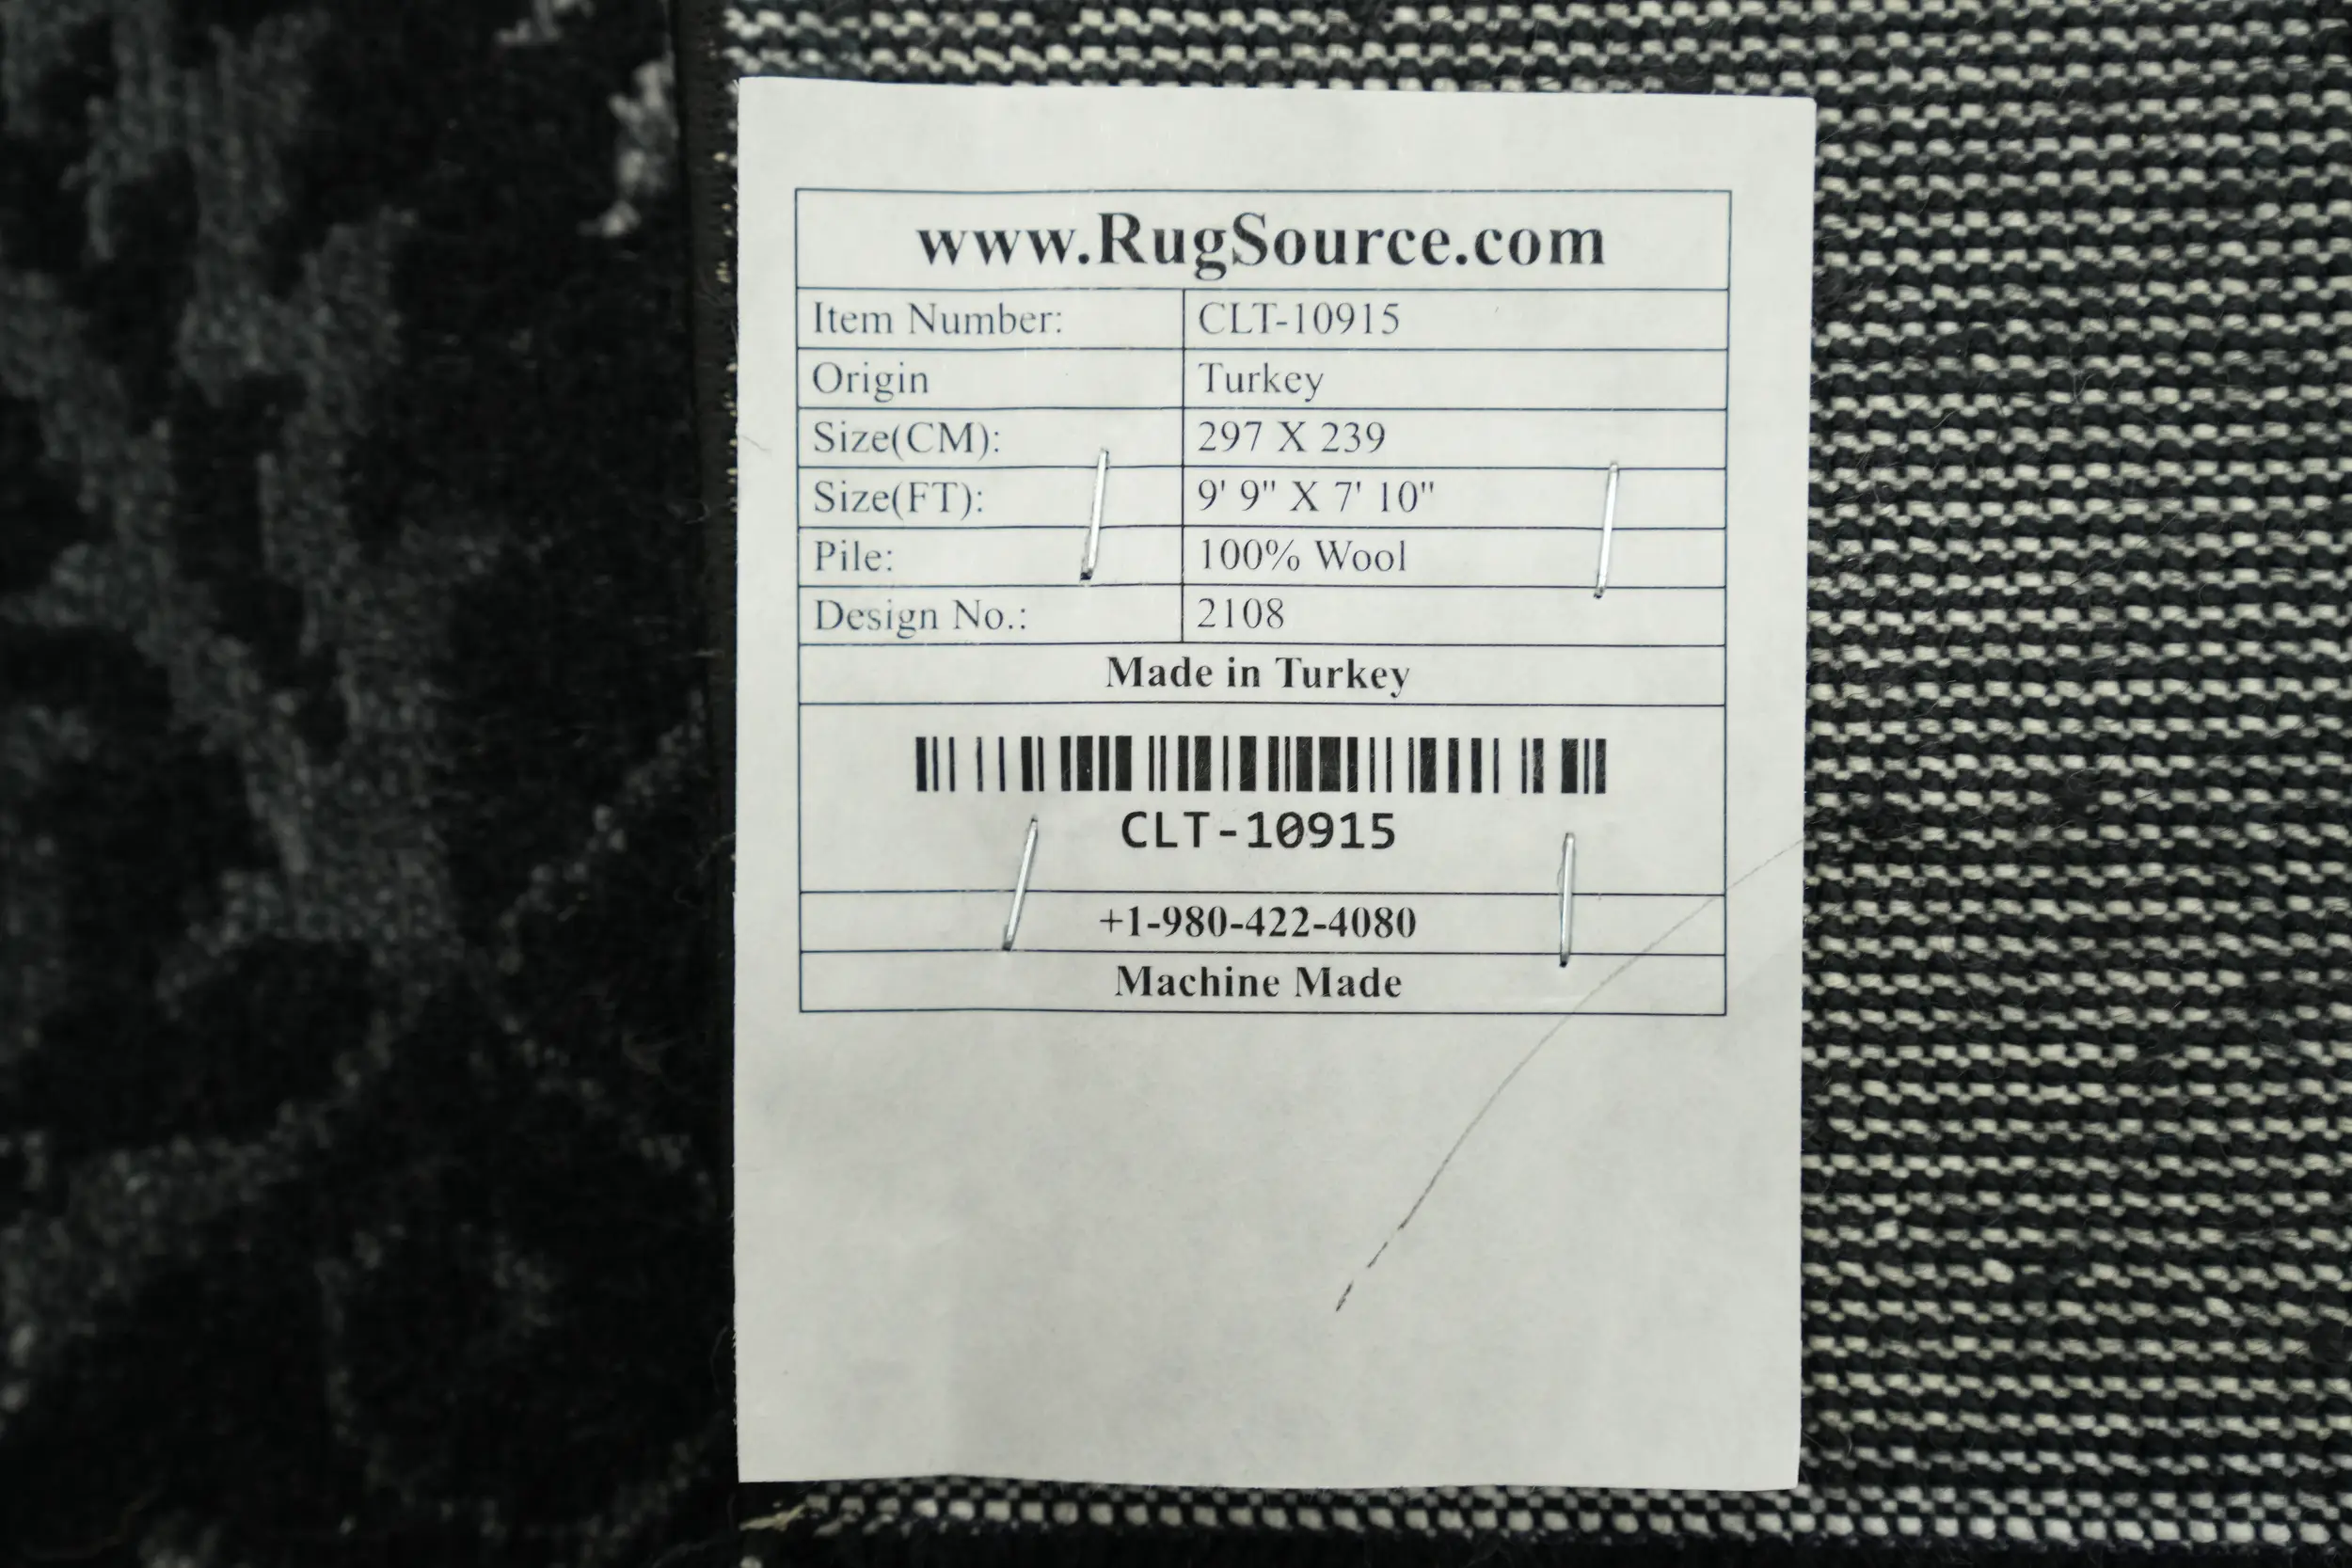 www.RugSource.com
Item Number: CLT-10915
Origin Turkey
Size(CM): 297 X 239
Size(FT): 9' 9" X 7' 10"
Pile: 100% Wool
Design No.: 2108
Made in Turkey
CLT-10915
+1-980-422-4080
Machine Made